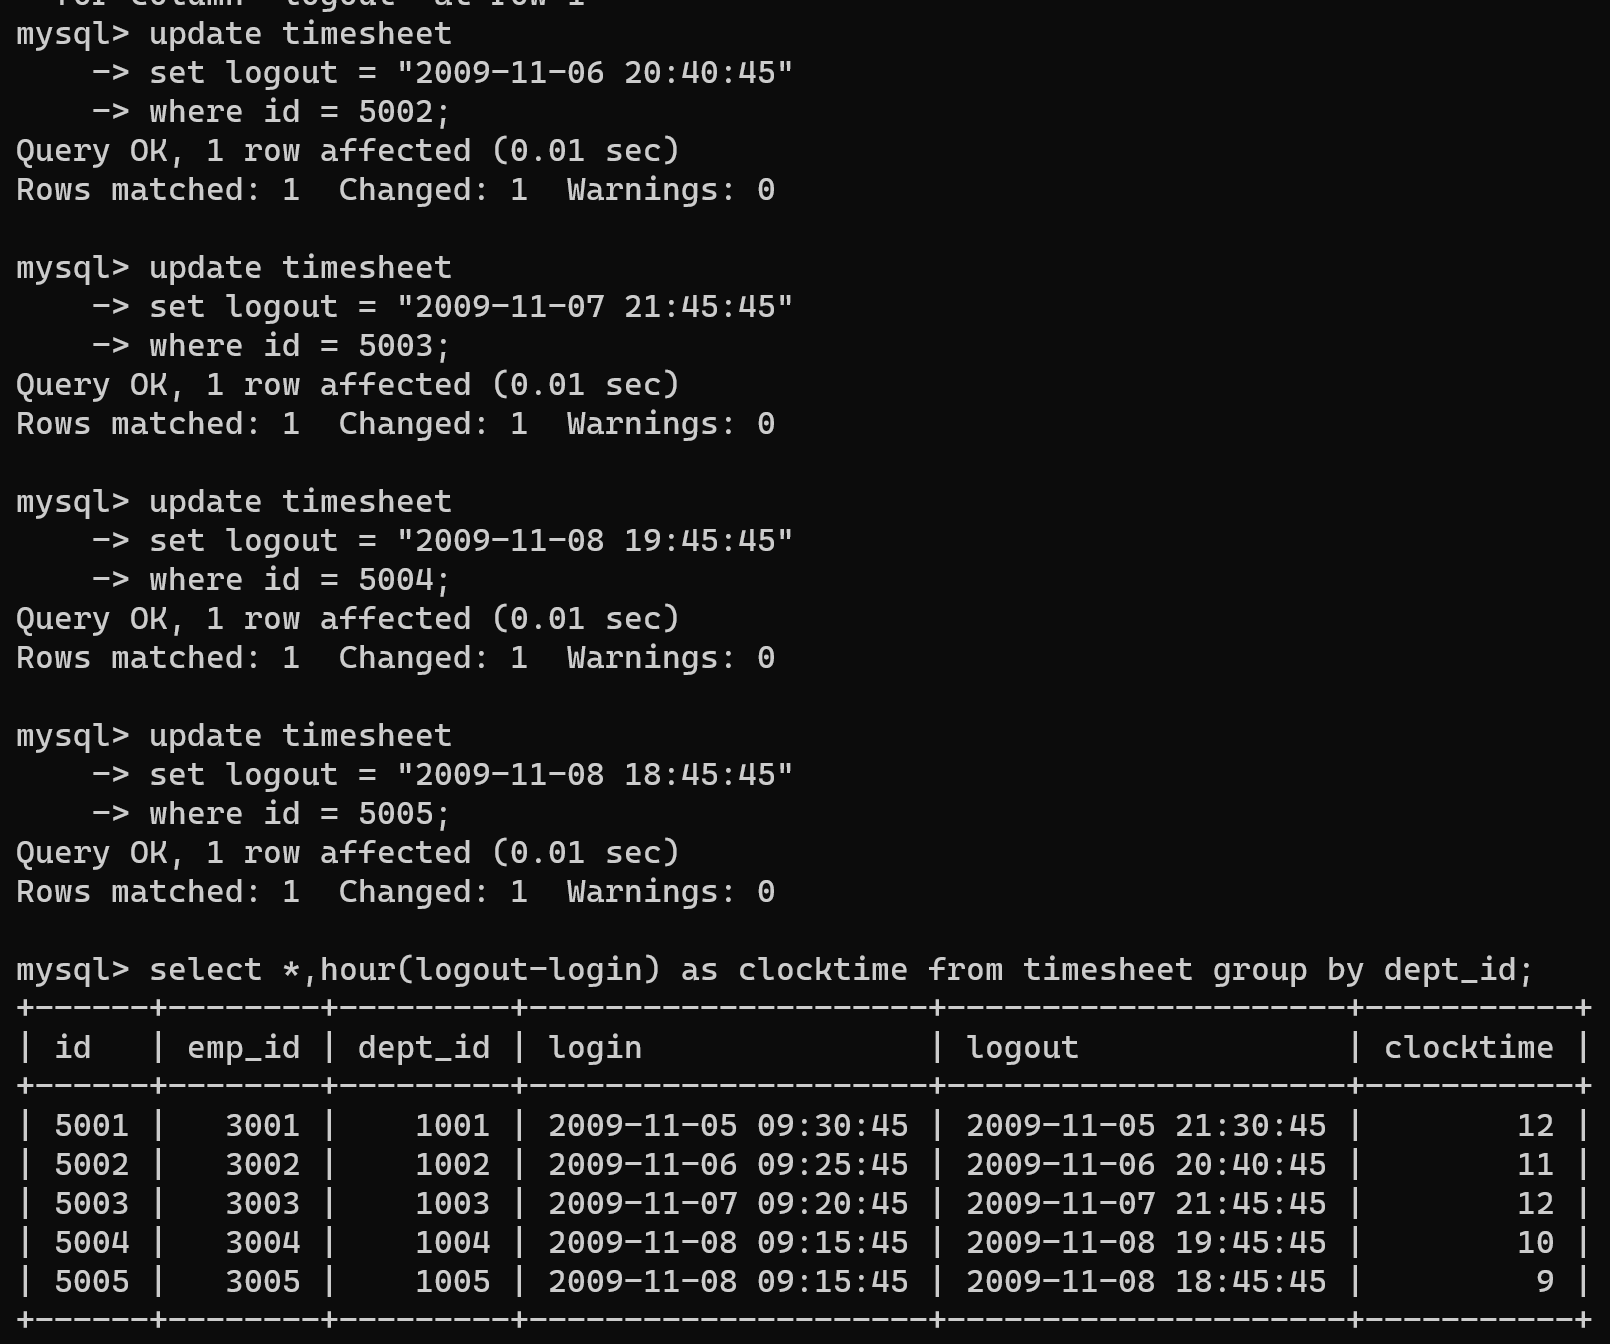 for column 'logout' at row 1
mysql> update timesheet
    -> set logout = "2009-11-06 20:40:45"
    -> where id = 5002;
Query OK, 1 row affected (0.01 sec)
Rows matched: 1  Changed: 1  Warnings: 0

mysql> update timesheet
    -> set logout = "2009-11-07 21:45:45"
    -> where id = 5003;
Query OK, 1 row affected (0.01 sec)
Rows matched: 1  Changed: 1  Warnings: 0

mysql> update timesheet
    -> set logout = "2009-11-08 19:45:45"
    -> where id = 5004;
Query OK, 1 row affected (0.01 sec)
Rows matched: 1  Changed: 1  Warnings: 0

mysql> update timesheet
    -> set logout = "2009-11-08 18:45:45"
    -> where id = 5005;
Query OK, 1 row affected (0.01 sec)
Rows matched: 1  Changed: 1  Warnings: 0

mysql> select *,hour(logout-login) as clocktime from timesheet group by dept_id;
+------+--------+---------+---------------------+---------------------+-----------+
| id   | emp_id | dept_id | login               | logout              | clocktime |
+------+--------+---------+---------------------+---------------------+-----------+
| 5001 |   3001 |    1001 | 2009-11-05 09:30:45 | 2009-11-05 21:30:45 |        12 |
| 5002 |   3002 |    1002 | 2009-11-06 09:25:45 | 2009-11-06 20:40:45 |        11 |
| 5003 |   3003 |    1003 | 2009-11-07 09:20:45 | 2009-11-07 21:45:45 |        12 |
| 5004 |   3004 |    1004 | 2009-11-08 09:15:45 | 2009-11-08 19:45:45 |        10 |
| 5005 |   3005 |    1005 | 2009-11-08 09:15:45 | 2009-11-08 18:45:45 |         9 |
+------+--------+---------+---------------------+---------------------+-----------+